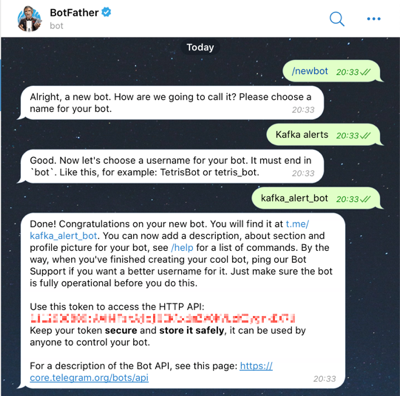 BotFather
bot
Today
/newbot 20:33
Alright, a new bot. How are we going to call it? Please choose a
name for your bot. 20:33
Kafka alerts 20:33
Good. Now let's choose a username for your bot. It must end in
`bot`. Like this, for example: TetrisBot or tetris_bot. 20:33
kafka_alert_bot 20:33
Done! Congratulations on your new bot. You will find it at t.me/
kafka_alert_bot. You can now add a description, about section and
profile picture for your bot, see /help for a list of commands. By the
way, when you've finished creating your cool bot, ping our Bot
Support if you want a better username for it. Just make sure the bot
is fully operational before you do this.
Use this token to access the HTTP API:
Keep your token secure and store it safely, it can be used by
anyone to control your bot.
For a description of the Bot API, see this page: https://
core.telegram.org/bots/api 20:33